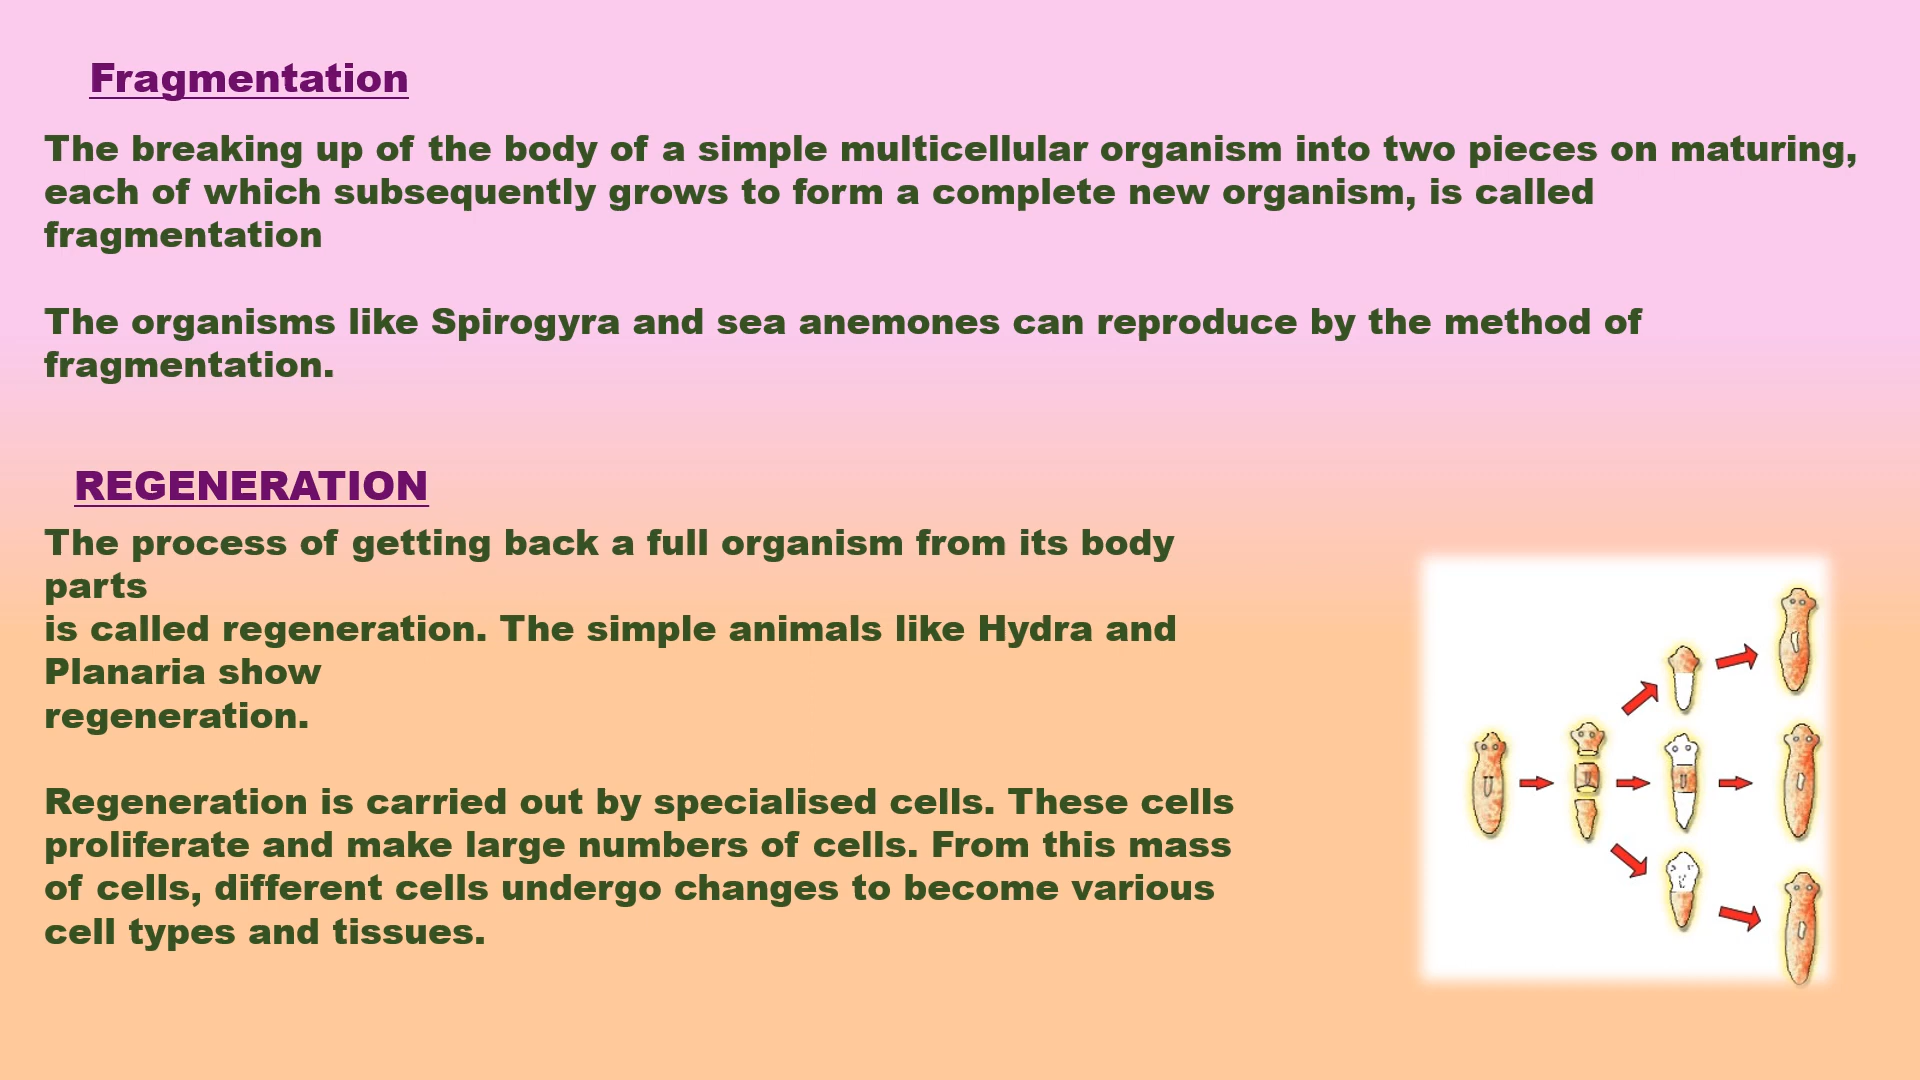 Fragmentation
The breaking up of the body of a simple multicellular organism into two pieces on maturing,
each of which subsequently grows to form a complete new organism, is called
fragmentation
The organisms like Spirogyra and sea anemones can reproduce by the method of
fragmentation.
REGENERATION
The process of getting back a full organism from its body
parts
is called regeneration. The simple animals like Hydra and
Planaria show
regeneration.
Regeneration is carried out by specialised cells. These cells
proliferate and make large numbers of cells. From this mass
of cells, different cells undergo changes to become various
cell types and tissues.